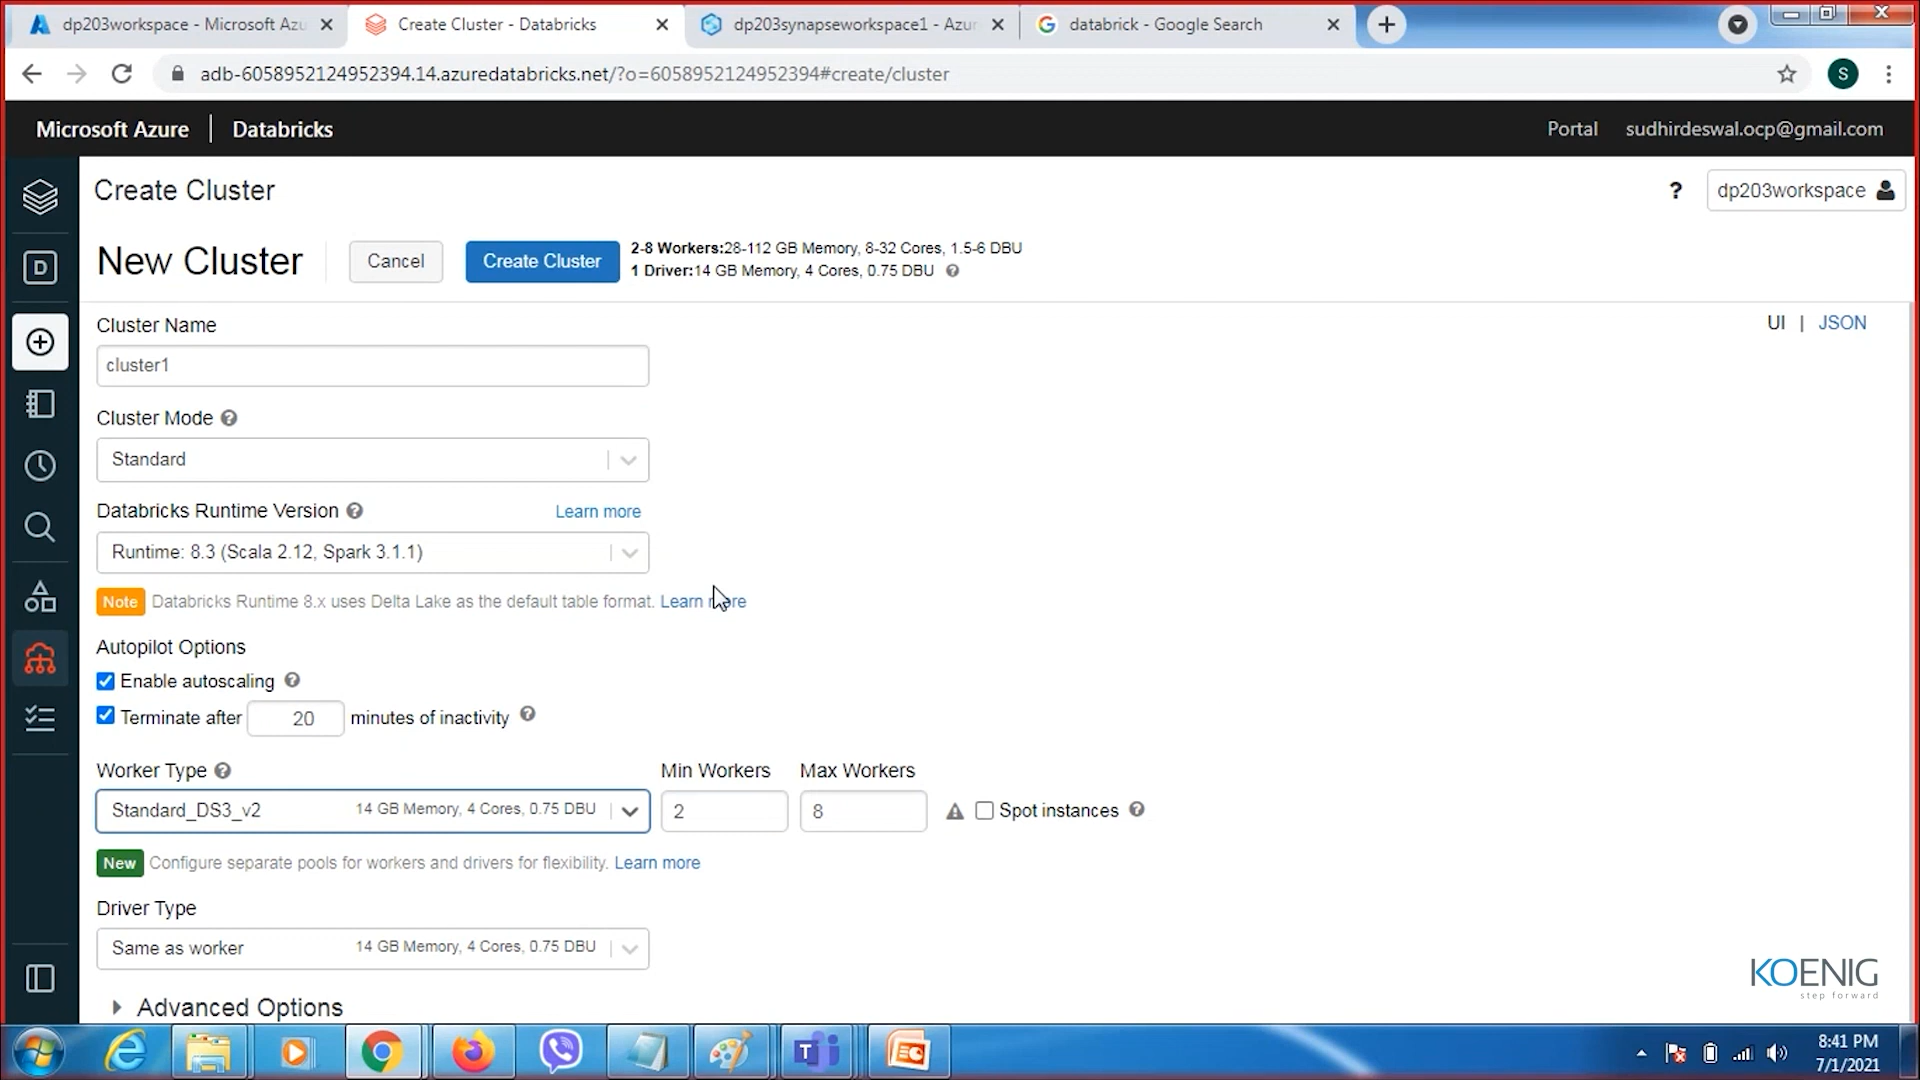 dp203workspace - Microsoft Azu
Create Cluster - Databricks
dp203synapseworkspace1 - Azur
databrick - Google Search
adb-6058952124952394.14.azuredatabricks.net/?o=6058952124952394#create/cluster
S
Microsoft Azure | Databricks
Portal
sudhirdeswal.ocp@gmail.com
Create Cluster
?
dp203workspace
D
New Cluster
Cancel
Create Cluster
2-8 Workers:28-112 GB Memory, 8-32 Cores, 1.5-6 DBU
1 Driver:14 GB Memory, 4 Cores, 0.75 DBU ?
UI | JSON
Cluster Name
cluster1
Cluster Mode ?
Standard
Databricks Runtime Version ?
Learn more
Runtime: 8.3 (Scala 2.12, Spark 3.1.1)
Note Databricks Runtime 8.x uses Delta Lake as the default table format. Learn more
Autopilot Options
Enable autoscaling ?
Terminate after 20 minutes of inactivity ?
Worker Type ?
Min Workers
Max Workers
Standard_DS3_v2 14 GB Memory, 4 Cores, 0.75 DBU
2
8
Spot instances ?
New Configure separate pools for workers and drivers for flexibility. Learn more
Driver Type
Same as worker 14 GB Memory, 4 Cores, 0.75 DBU
Advanced Options
KOENIG
step forward
8:41 PM
7/1/2021